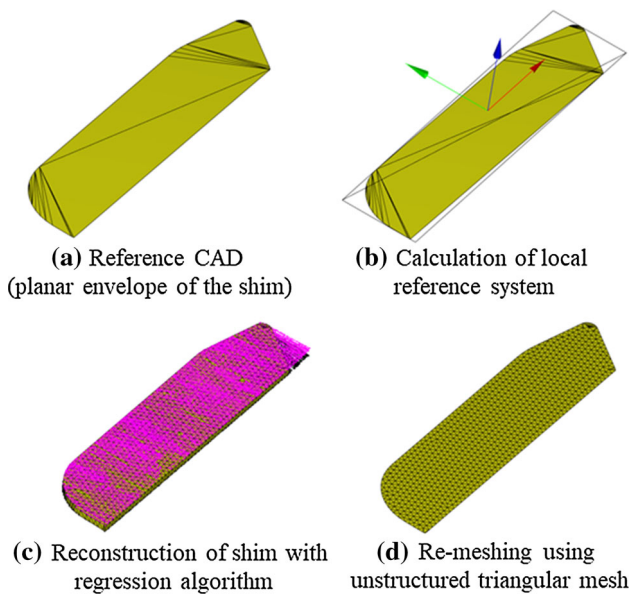 (a) Reference CAD
(planar envelope of the shim)
(b) Calculation of local
reference system
(c) Reconstruction of shim with
regression algorithm
(d) Re-meshing using
unstructured triangular mesh